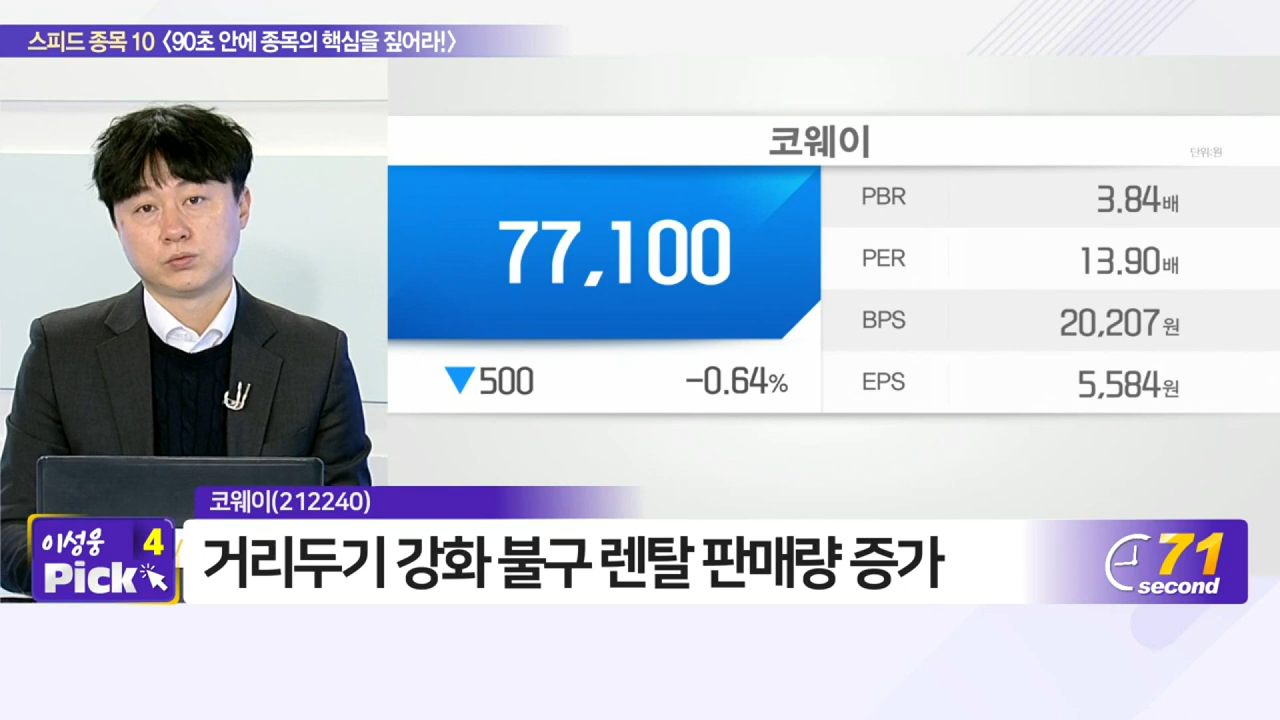 스피드 종목 10 〈90초 안에 종목의 핵심을 짚어라!〉
코웨이
단위:원
77,100
▼500 -0.64%
PBR 3.84배
PER 13.90배
BPS 20,207원
EPS 5,584원
코웨이(212240)
이성웅 4
Pick
거리두기 강화 불구 렌탈 판매량 증가
71
second